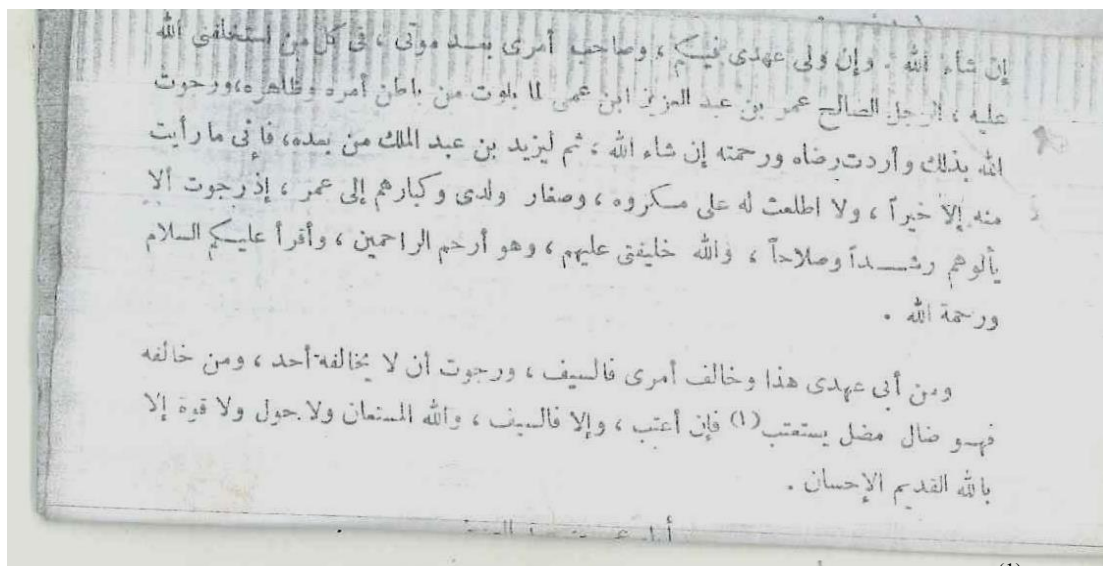 إن شاء الله . وإن ولى عهدى فيكم ، وصاحب أمرى بعد موتى ، فى كل من استخلفنى الله
عليه ، الرجل الصالح عمر بن عبد العزيز ابن عمى لما بلوت من باطن أمره وظاهره، ورجوت
الله بذلك وأردت رضاه ورحمته إن شاء الله ، ثم ليزيد بن عبد الملك من بعده، فإنى ما رأيت
منه إلا خيراً ، ولا اطلعت له على مكروه ، وصغار ولدى وكبارهم إلى عمر ، إذ رجوت ألا
يألوهم رشداً وصلاحاً ، والله خليفتى عليهم ، وهو أرحم الراحمين ، وأقرأ عليكم السلام
ورحمة الله .
ومن أبى عهدى هذا وخالف أمرى فالسيف ، ورجوت أن لا يخالفه أحد ، ومن خالفه
فهو ضال مضل يستعتب(١) فإن أعتب ، وإلا فالسيف ، والله المستعان ولا حول ولا قوة إلا
بالله القديم الإحسان .
(1)